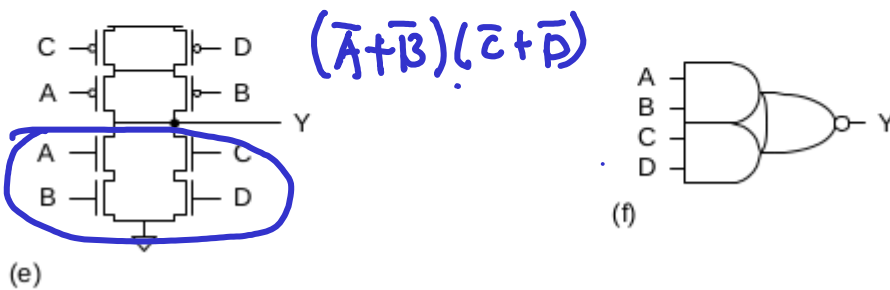 C D (A̅+B̅)(C̅+D̅)
A B
Y
A C
B D
(e)
A
B
C
D
Y
(f)